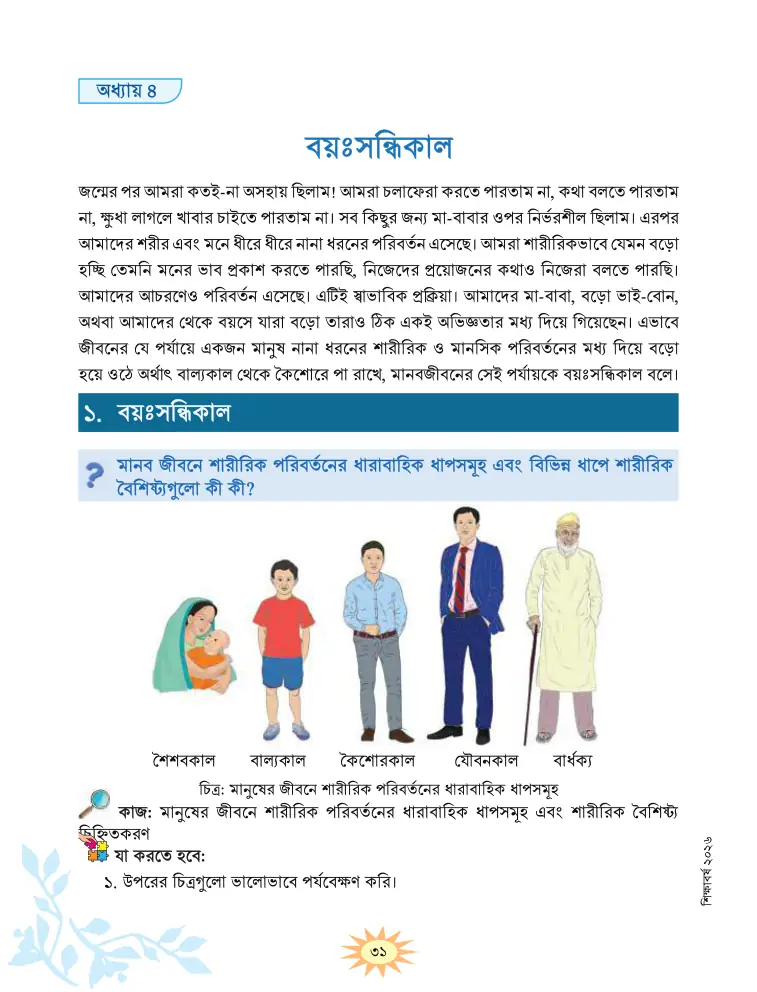 অধ্যায় ৪
বয়ঃসন্ধিকাল
জন্মের পর আমরা কতই-না অসহায় ছিলাম! আমরা চলাফেরা করতে পারতাম না, কথা বলতে পারতাম
না, ক্ষুধা লাগলে খাবার চাইতে পারতাম না। সব কিছুর জন্য মা-বাবার ওপর নির্ভরশীল ছিলাম। এরপর
আমাদের শরীর এবং মনে ধীরে ধীরে নানা ধরনের পরিবর্তন এসেছে। আমরা শারীরিকভাবে যেমন বড়ো
হচ্ছি তেমনি মনের ভাব প্রকাশ করতে পারছি, নিজেদের প্রয়োজনের কথাও নিজেরা বলতে পারছি।
আমাদের আচরণেও পরিবর্তন এসেছে। এটিই স্বাভাবিক প্রক্রিয়া। আমাদের মা-বাবা, বড়ো ভাই-বোন,
অথবা আমাদের থেকে বয়সে যারা বড়ো তারাও ঠিক একই অভিজ্ঞতার মধ্য দিয়ে গিয়েছেন। এভাবে
জীবনের যে পর্যায়ে একজন মানুষ নানা ধরনের শারীরিক ও মানসিক পরিবর্তনের মধ্য দিয়ে বড়ো
হয়ে ওঠে অর্থাৎ বাল্যকাল থেকে কৈশোরে পা রাখে, মানবজীবনের সেই পর্যায়কে বয়ঃসন্ধিকাল বলে।
১. বয়ঃসন্ধিকাল
? মানব জীবনে শারীরিক পরিবর্তনের ধারাবাহিক ধাপসমূহ এবং বিভিন্ন ধাপে শারীরিক
বৈশিষ্ট্যগুলো কী কী?
শৈশবকাল বাল্যকাল কৈশোরকাল যৌবনকাল বার্ধক্য
চিত্র: মানুষের জীবনে শারীরিক পরিবর্তনের ধারাবাহিক ধাপসমূহ
কাজ: মানুষের জীবনে শারীরিক পরিবর্তনের ধারাবাহিক ধাপসমূহ এবং শারীরিক বৈশিষ্ট্য
চিহ্নিতকরণ
যা করতে হবে:
১. উপরের চিত্রগুলো ভালোভাবে পর্যবেক্ষণ করি।
শিক্ষাবর্ষ ২০২৬
৩১